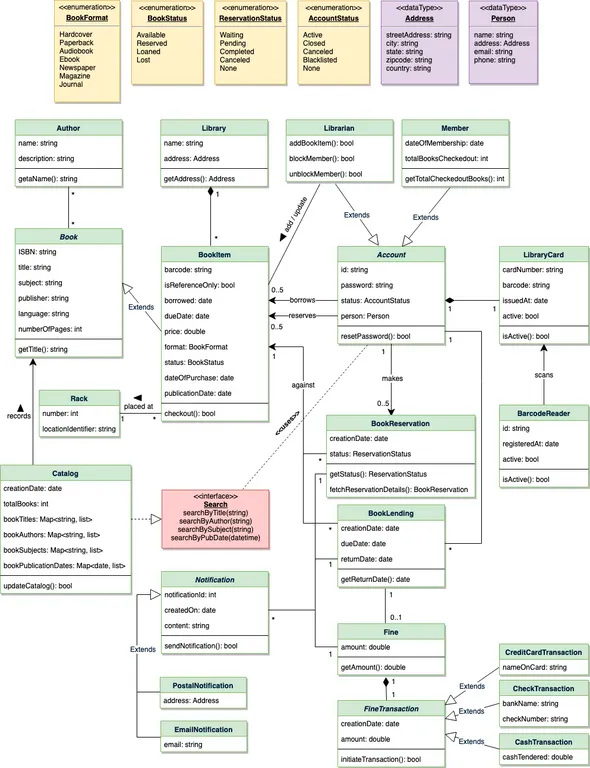 <<enumeration>>
BookFormat
Hardcover
Paperback
Audiobook
Ebook
Newspaper
Magazine
Journal
<<enumeration>>
BookStatus
Available
Reserved
Loaned
Lost
<<enumeration>>
ReservationStatus
Waiting
Pending
Completed
Canceled
None
<<enumeration>>
AccountStatus
Active
Closed
Canceled
Blacklisted
None
<<dataType>>
Address
streetAddress: string
city: string
state: string
zipcode: string
country: string
<<dataType>>
Person
name: string
address: Address
email: string
phone: string
Author
name: string
description: string
getaName(): string
Library
name: string
address: Address
getAddress(): Address
Librarian
addBookItem(): bool
blockMember(): bool
unblockMember(): bool
Member
dateOfMembership: date
totalBooksCheckedout: int
getTotalCheckedoutBooks(): int
*
*
1
*
add / update
Extends
Extends
Book
ISBN: string
title: string
subject: string
publisher: string
language: string
numberOfPages: int
getTitle(): string
Extends
BookItem
barcode: string
isReferenceOnly: bool
borrowed: date
dueDate: date
price: double
format: BookFormat
status: BookStatus
dateOfPurchase: date
publicationDate: date
checkout(): bool
0..5
borrows
reserves
0..5
1
Account
id: string
password: string
status: AccountStatus
person: Person
resetPassword(): bool
1
1
1
1
LibraryCard
cardNumber: string
barcode: string
issuedAt: date
active: bool
isActive(): bool
scans
BarcodeReader
id: string
registeredAt: date
active: bool
isActive(): bool
against
makes
0..5
records
Rack
number: int
locationIdentifier: string
placed at
1
*
<<uses>>
BookReservation
creationDate: date
status: ReservationStatus
getStatus(): ReservationStatus
fetchReservationDetails(): BookReservation
*
1
Catalog
creationDate: date
totalBooks: int
bookTitles: Map<string, list>
bookAuthors: Map<string, list>
bookSubjects: Map<string, list>
bookPublicationDates: Map<date, list>
updateCatalog(): bool
<<interface>>
Search
searchByTitle(string)
searchByAuthor(string)
searchBySubject(string)
searchByPubDate(datetime)
BookLending
creationDate: date
dueDate: date
returnDate: date
getReturnDate(): date
*
1
*
1
0..1
Notification
notificationId: int
createdOn: date
content: string
sendNotification(): bool
*
Extends
PostalNotification
address: Address
EmailNotification
email: string
Fine
amount: double
getAmount(): double
1
1
1
FineTransaction
creationDate: date
amount: double
initiateTransaction(): bool
Extends
Extends
Extends
CreditCardTransaction
nameOnCard: string
CheckTransaction
bankName: string
checkNumber: string
CashTransaction
cashTendered: double